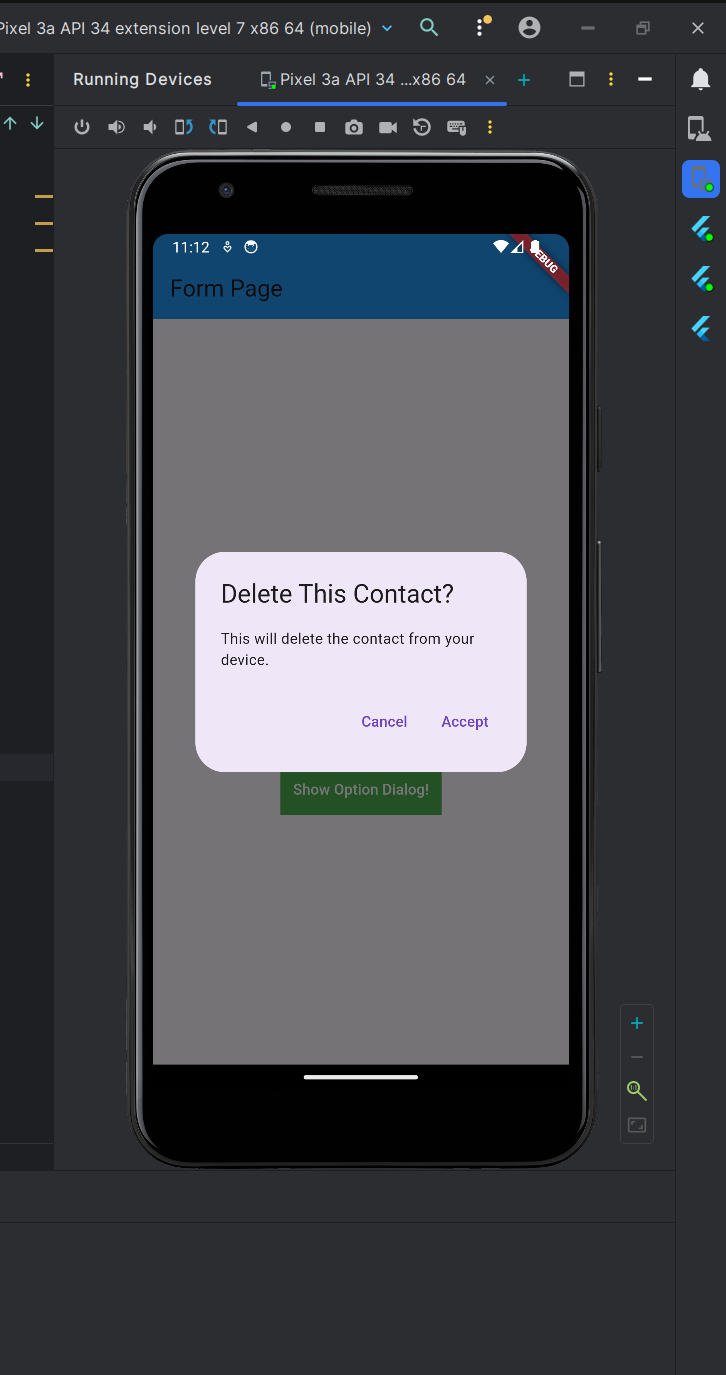 Pixel 3a API 34 extension level 7 x86 64 (mobile)
Running Devices
Pixel 3a API 34 ...x86 64
11:12
DEBUG
Form Page
Delete This Contact?
This will delete the contact from your
device.
Cancel
Accept
Show Option Dialog!
1:1